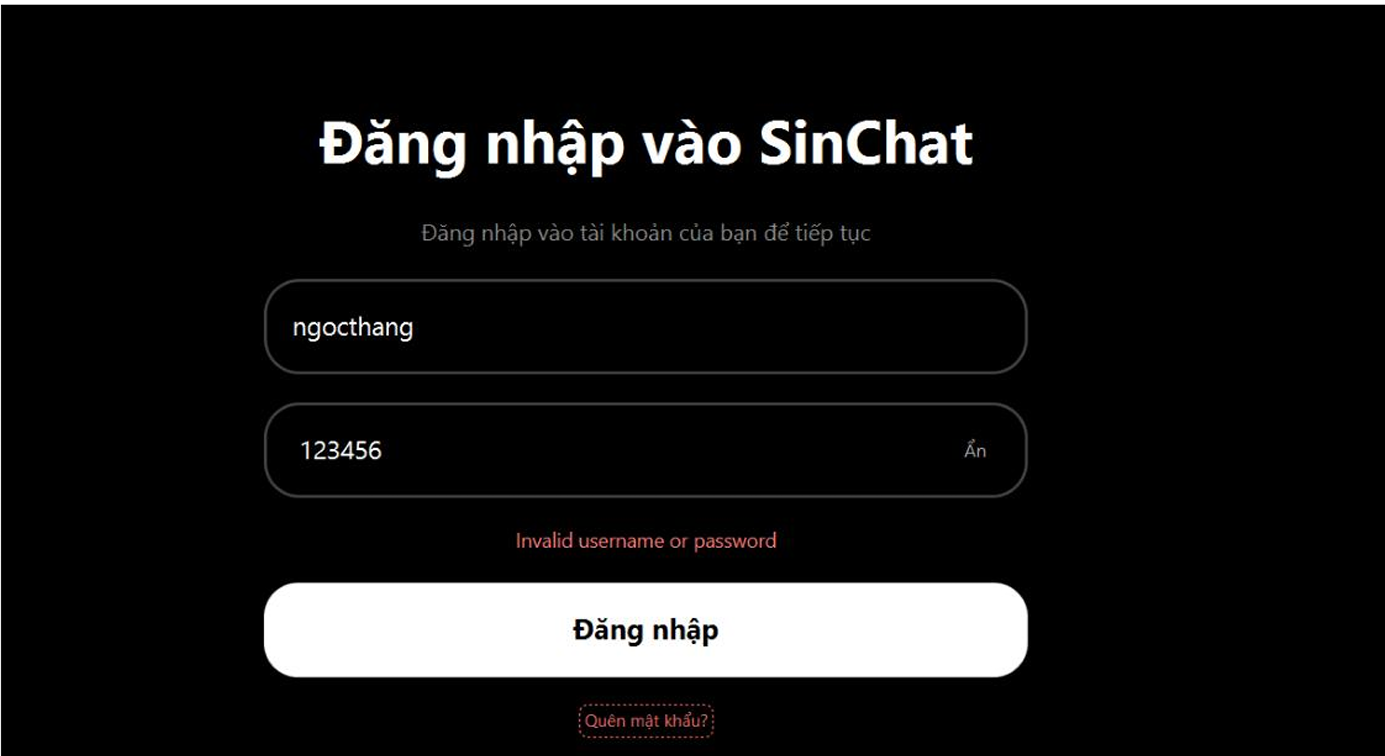 Đăng nhập vào SinChat
Đăng nhập vào tài khoản của bạn để tiếp tục
ngocthang
123456
Ẩn
Invalid username or password
Đăng nhập
Quên mật khẩu?